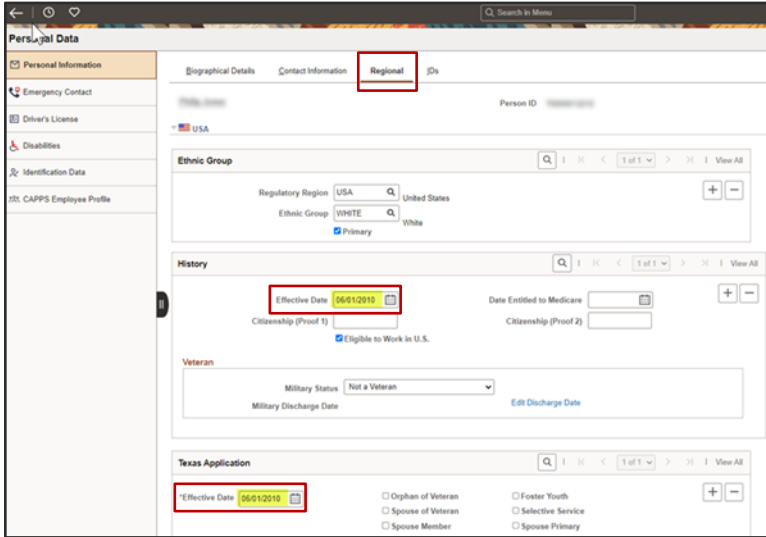 Search in Menu
Personal Data
Personal Information
Emergency Contact
Driver's License
Disabilities
Identification Data
CAPPS Employee Profile
Biographical Details Contact Information Regional IDs
Person ID
USA
Ethnic Group 1 of 1 View All
Regulatory Region USA United States
Ethnic Group WHITE White
Primary
History 1 of 1 View All
Effective Date 06/01/2010 Date Entitled to Medicare
Citizenship (Proof 1) Citizenship (Proof 2)
Eligible to Work in U.S.
Veteran
Military Status Not a Veteran
Military Discharge Date Edit Discharge Date
Texas Application 1 of 1 View All
*Effective Date 06/01/2010 Orphan of Veteran Foster Youth
Spouse of Veteran Selective Service
Spouse Member Spouse Primary